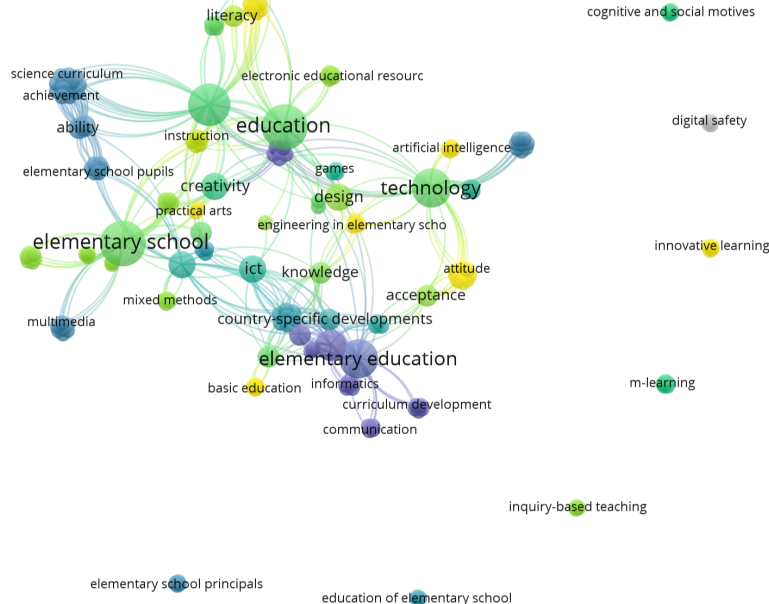 cognitive and social motives
literacy
science curriculum
electronic educational resourc
achievement
digital safety
education
ability
instruction
artificial intelligence
elementary school pupils
games
creativity
technology
design
practical arts
engineering in elementary scho
elementary school
innovative learning
ict
knowledge
attitude
acceptance
mixed methods
multimedia
country-specific developments
elementary education
basic education
informatics
m-learning
curriculum development
communication
inquiry-based teaching
elementary school principals
education of elementary school